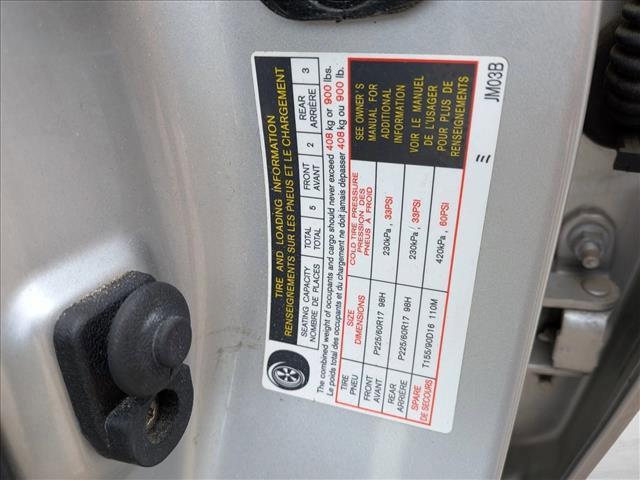 TIRE AND LOADING INFORMATION
RENSEIGNEMENTS SUR LES PNEUS ET LE CHARGEMENT
SEATING CAPACITY TOTAL 5 FRONT 2 REAR 3
NOMBRE DE PLACES TOTAL AVANT ARRIÈRE
The combined weight of occupants and cargo should never exceed 408 kg or 900 lbs.
Le poids total des occupants et du chargement ne doit jamais dépasser 408 kg ou 900 lb.
TIRE SIZE COLD TIRE PRESSURE
PNEU DIMENSIONS PRESSION DES
PNEUS À FROID
FRONT
AVANT P225/60R17 98H 230kPa, 33PSI
REAR
ARRIÈRE P225/60R17 98H 230kPa, 33PSI
SPARE
DE SECOURS T155/90D16 110M 420kPa, 60PSI
SEE OWNER'S
MANUAL FOR
ADDITIONAL
INFORMATION
VOIR LE MANUEL
DE L'USAGER
POUR PLUS DE
RENSEIGNEMENTS
JM03B